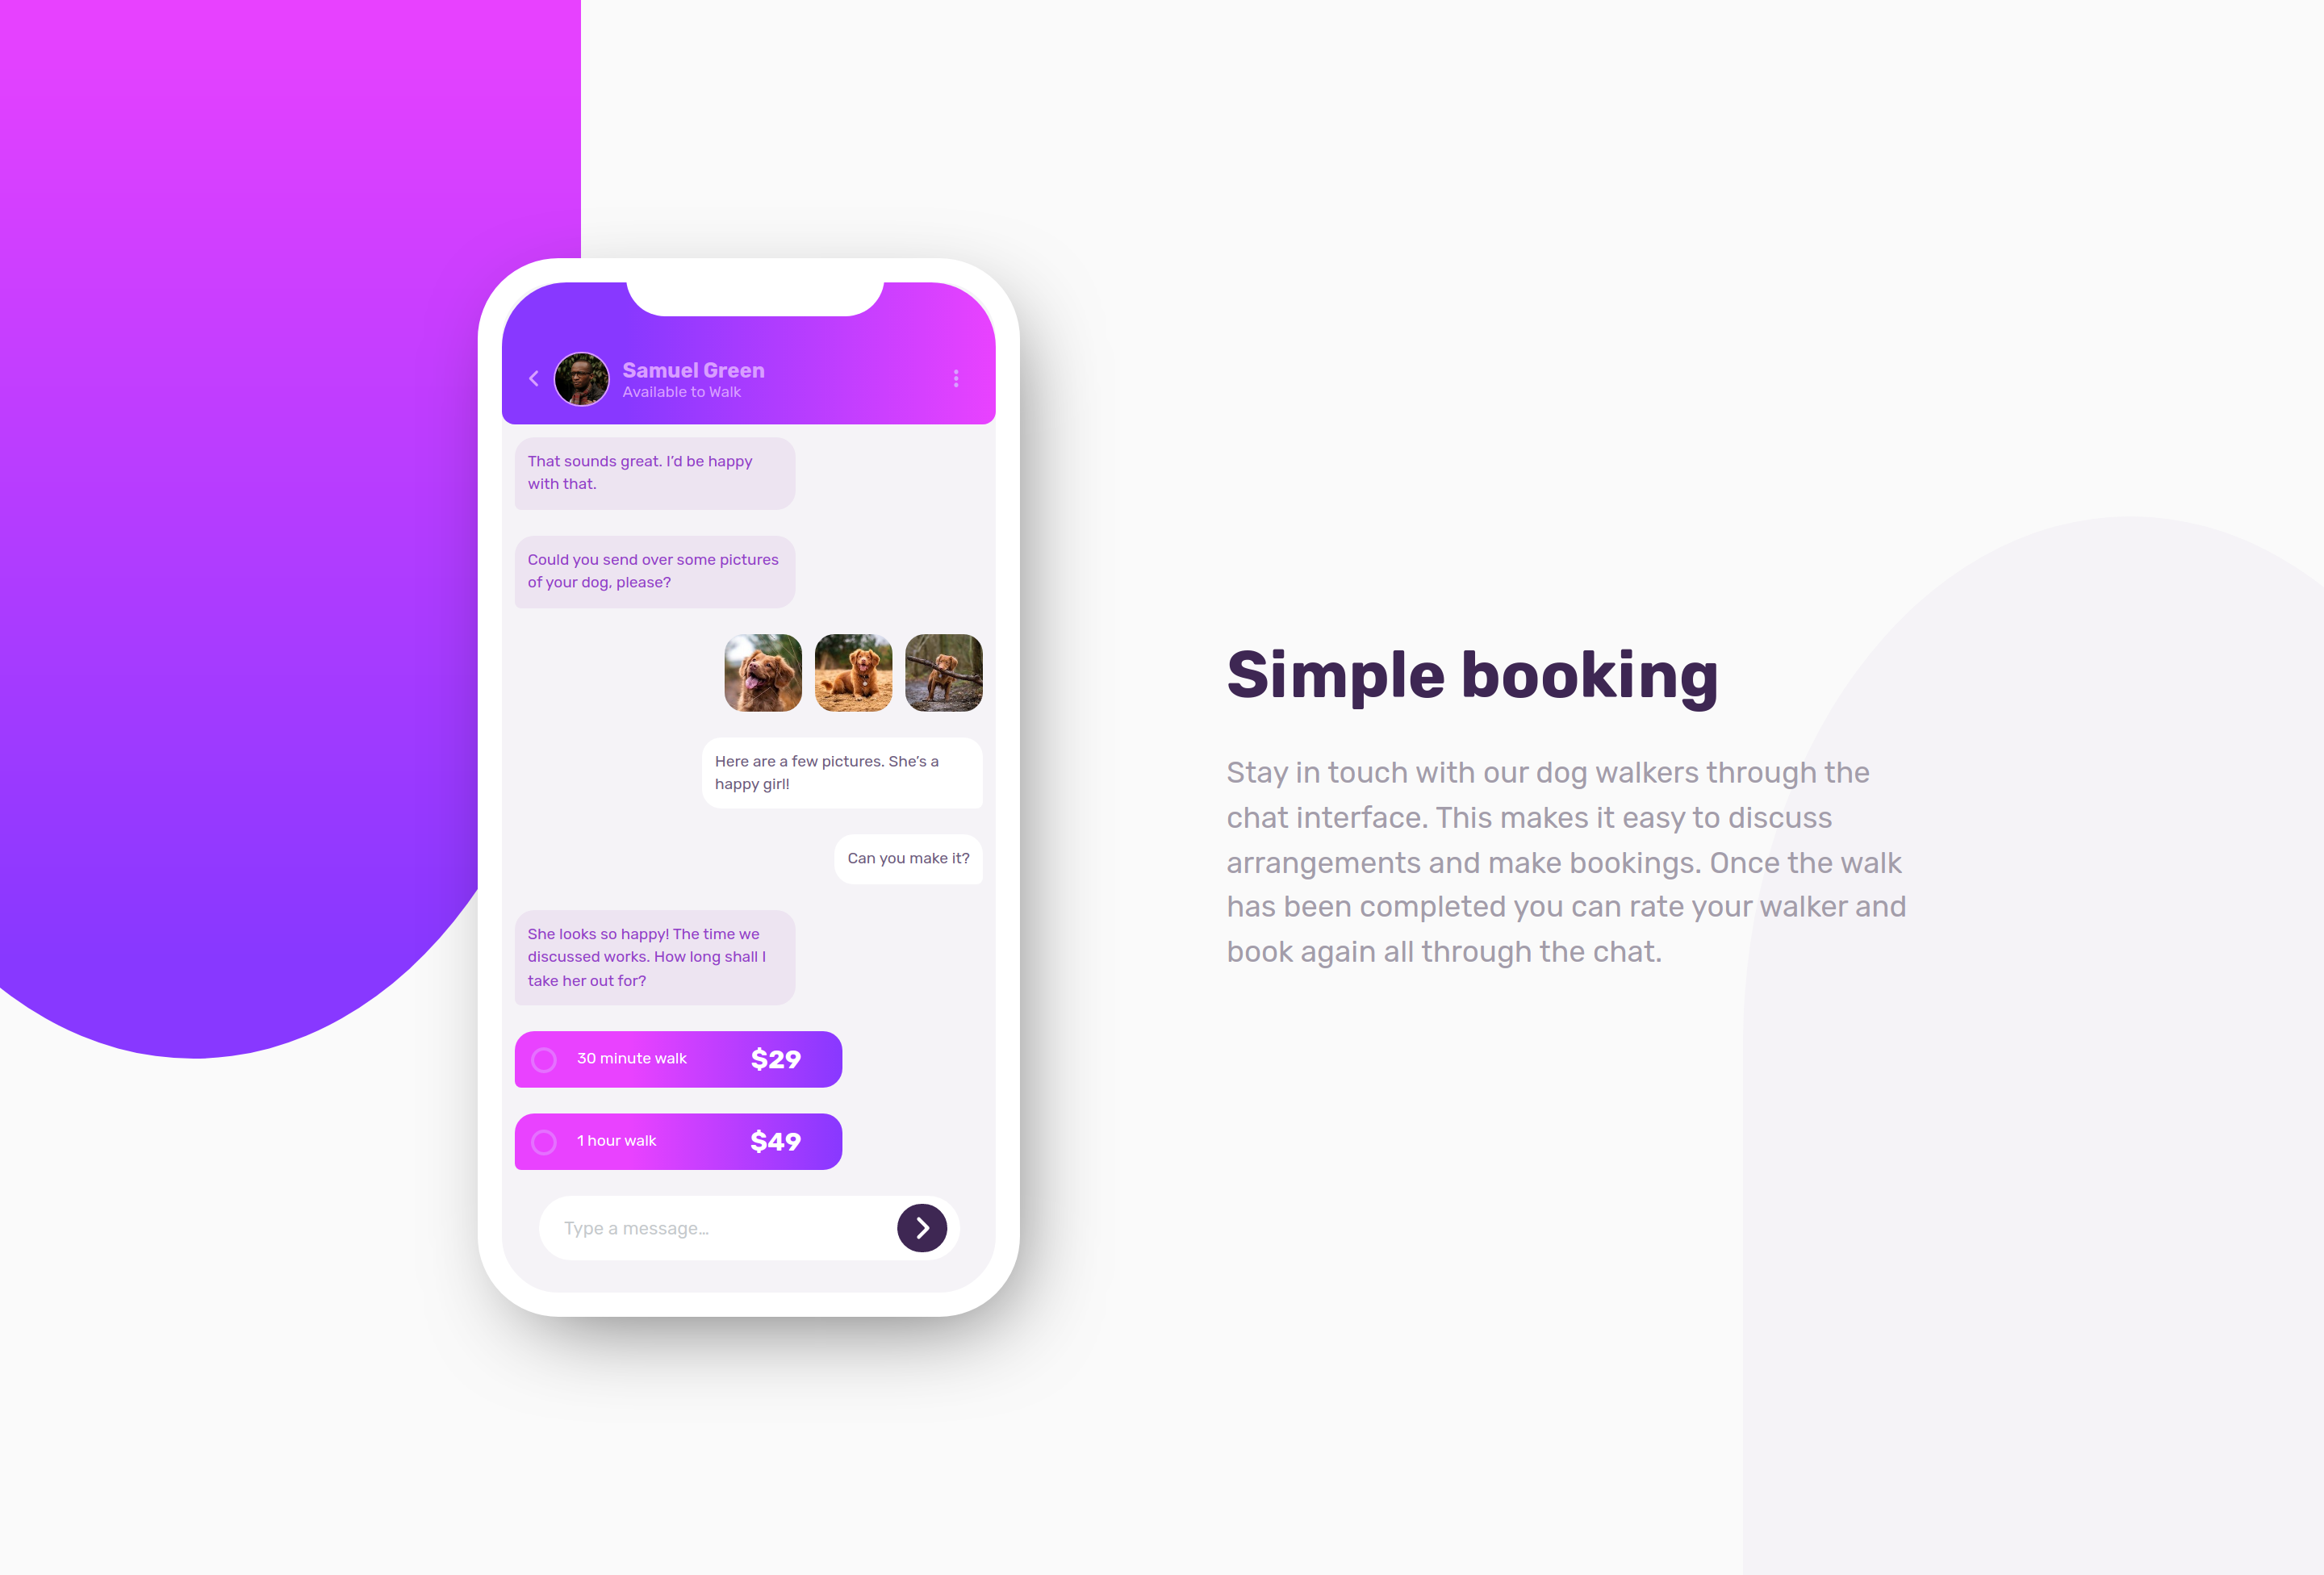 Samuel Green
Available to Walk
That sounds great. I’d be happy
with that.
Could you send over some pictures
of your dog, please?
Here are a few pictures. She’s a
happy girl!
Can you make it?
She looks so happy! The time we
discussed works. How long shall I
take her out for?
30 minute walk $29
1 hour walk $49
Type a message…
Simple booking
Stay in touch with our dog walkers through the
chat interface. This makes it easy to discuss
arrangements and make bookings. Once the walk
has been completed you can rate your walker and
book again all through the chat.